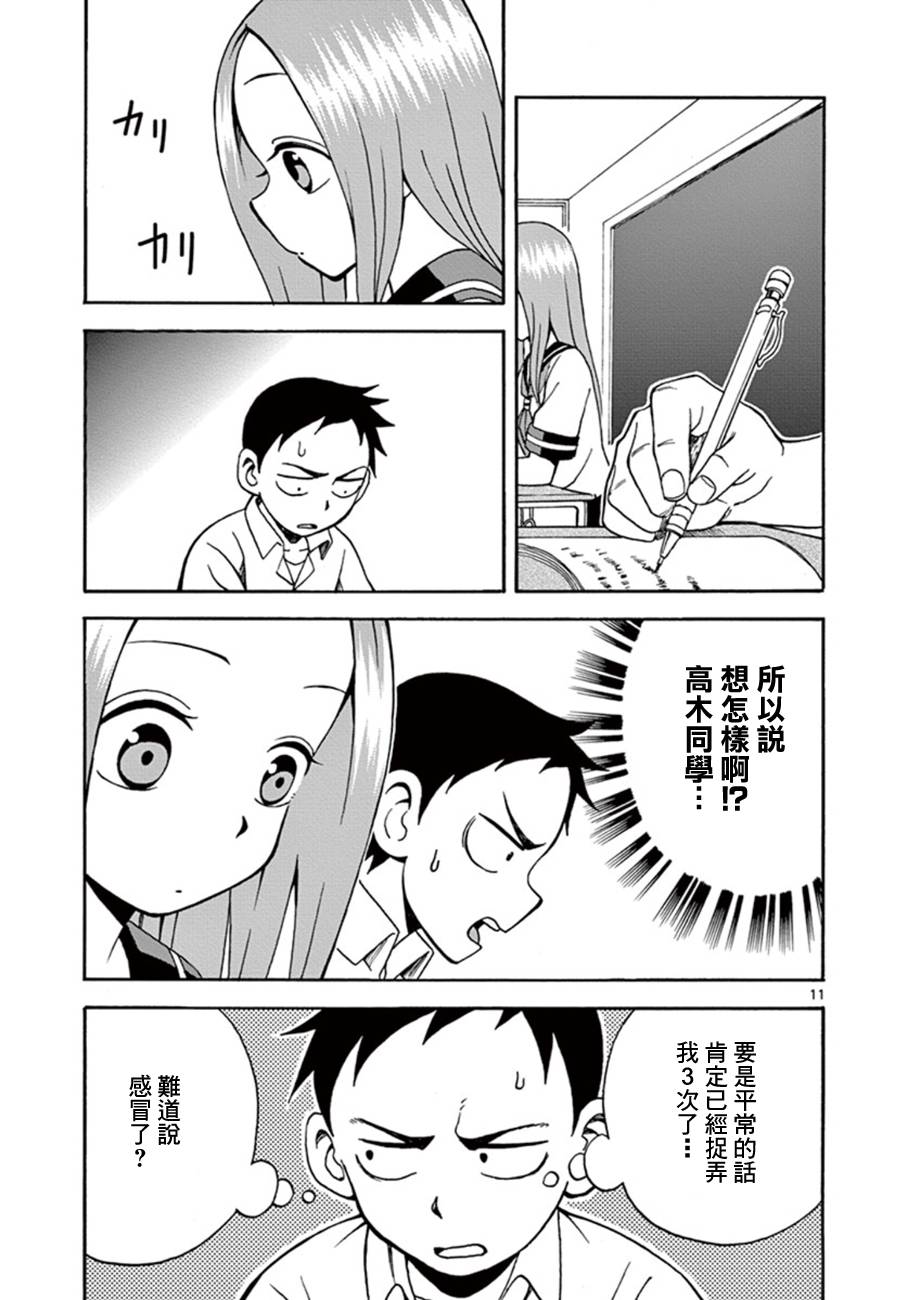 カリ
カリ
所以説
想怎樣啊!?
高木同學…
11
要是平常的話
肯定已經捉弄
我3次了…
難道說
感冒了?